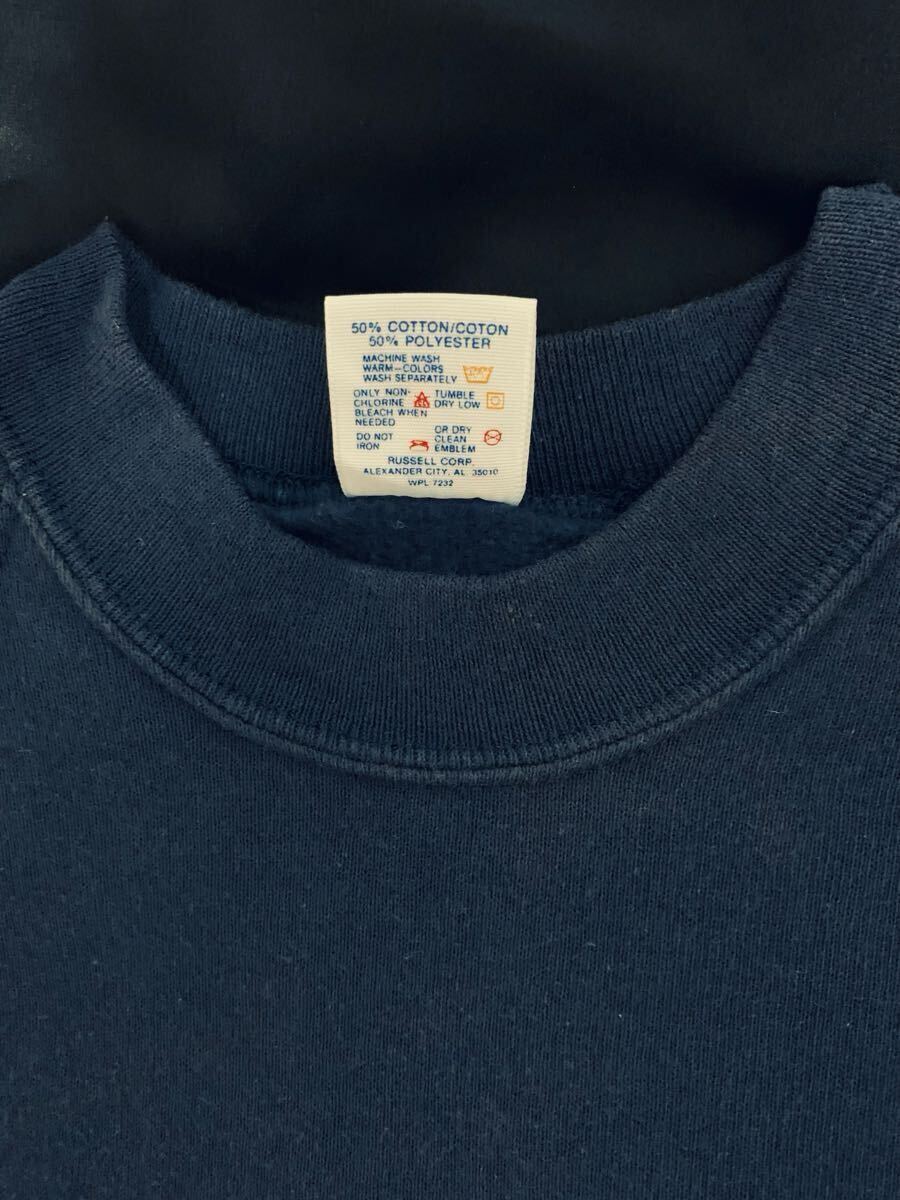 50% COTTON/COTON
50% POLYESTER
MACHINE WASH
WARM-COLORS
WASH SEPARATELY
ONLY NON-
CHLORINE
BLEACH WHEN
NEEDED
TUMBLE
DRY LOW
DO NOT
IRON
OR DRY
CLEAN
EMBLEM
RUSSELL CORP.
ALEXANDER CITY, AL 35010
WPL 7232